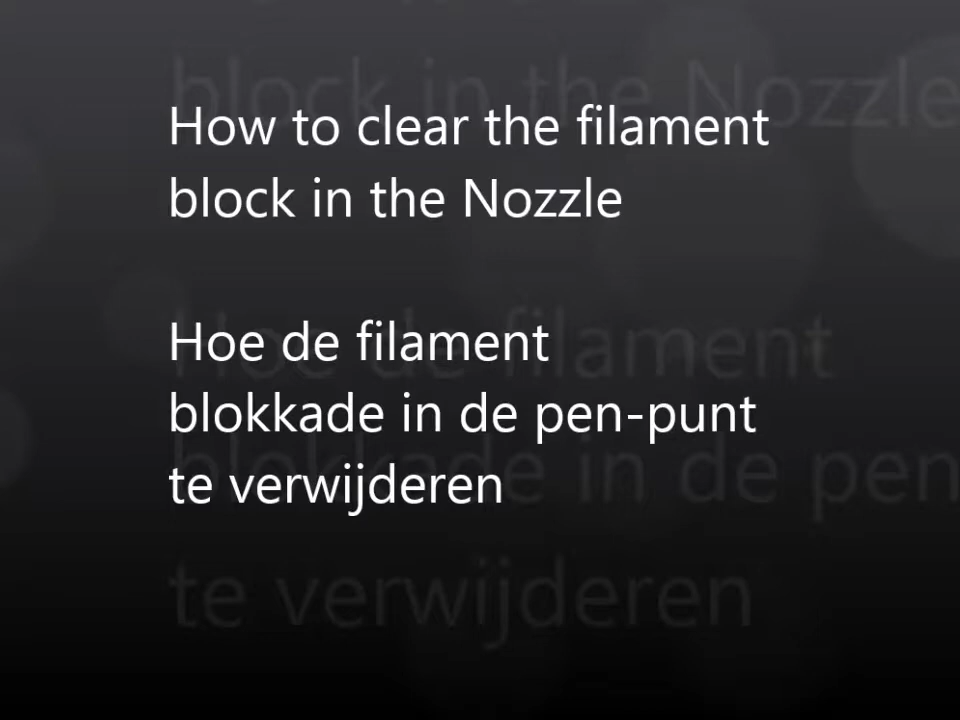 How to clear the filament
block in the Nozzle
Hoe de filament
blokkade in de pen-punt
te verwijderen